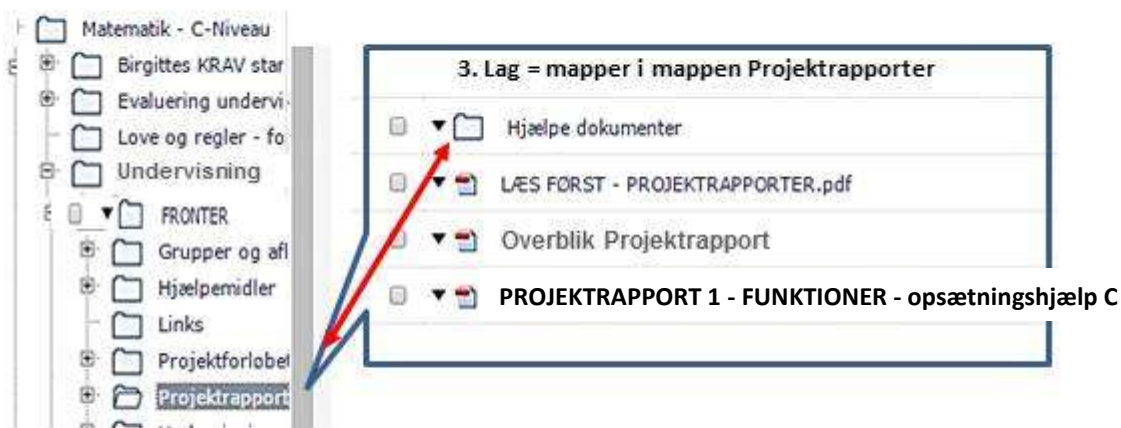 Matematik - C-Niveau
Birgittes KRAV star
Evaluering undervi
Love og regler - fo
Undervisning
FRONTER
Grupper og afl
Hjælpemidler
Links
Projektforløbet
Projektrapport
3. Lag = mapper i mappen Projektrapporter
Hjælpe dokumenter
LÆS FØRST - PROJEKTRAPPORTER.pdf
Overblik Projektrapport
PROJEKTRAPPORT 1 - FUNKTIONER - opsætningshjælp C